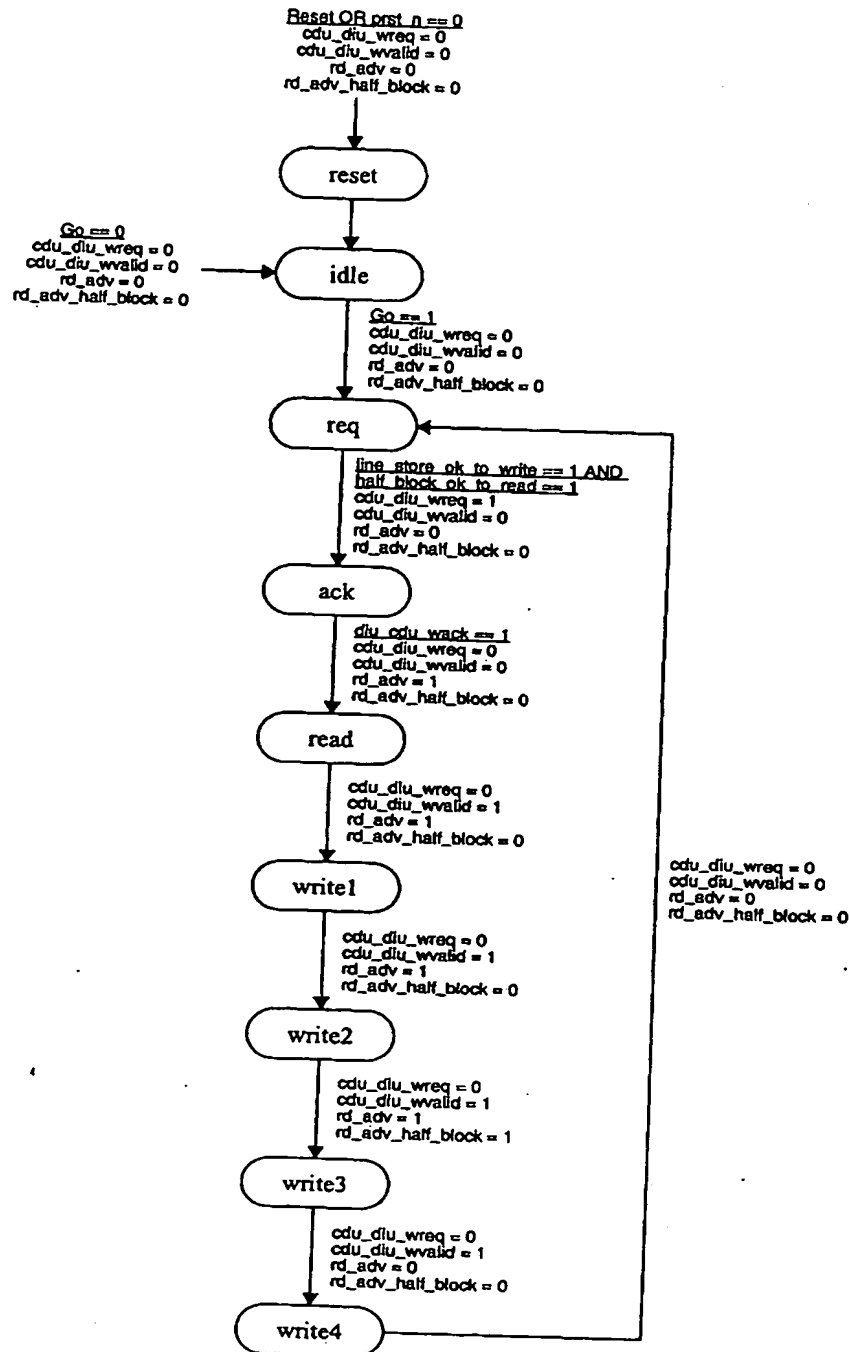 Reset OR prst_n == 0
cdu_diu_wreq = 0
cdu_diu_wvalid = 0
rd_adv = 0
rd_adv_half_block = 0
reset
Go == 0
cdu_diu_wreq = 0
cdu_diu_wvalid = 0
rd_adv = 0
rd_adv_half_block = 0
idle
Go == 1
cdu_diu_wreq = 0
cdu_diu_wvalid = 0
rd_adv = 0
rd_adv_half_block = 0
req
line_store_ok_to_write == 1 AND
half_block_ok_to_read == 1
cdu_diu_wreq = 1
cdu_diu_wvalid = 0
rd_adv = 0
rd_adv_half_block = 0
ack
diu_cdu_wack == 1
cdu_diu_wreq = 0
cdu_diu_wvalid = 0
rd_adv = 1
rd_adv_half_block = 0
read
cdu_diu_wreq = 0
cdu_diu_wvalid = 1
rd_adv = 1
rd_adv_half_block = 0
write1
cdu_diu_wreq = 0
cdu_diu_wvalid = 0
rd_adv = 0
rd_adv_half_block = 0
cdu_diu_wreq = 0
cdu_diu_wvalid = 1
rd_adv = 1
rd_adv_half_block = 0
write2
cdu_diu_wreq = 0
cdu_diu_wvalid = 1
rd_adv = 1
rd_adv_half_block = 1
write3
cdu_diu_wreq = 0
cdu_diu_wvalid = 1
rd_adv = 0
rd_adv_half_block = 0
write4